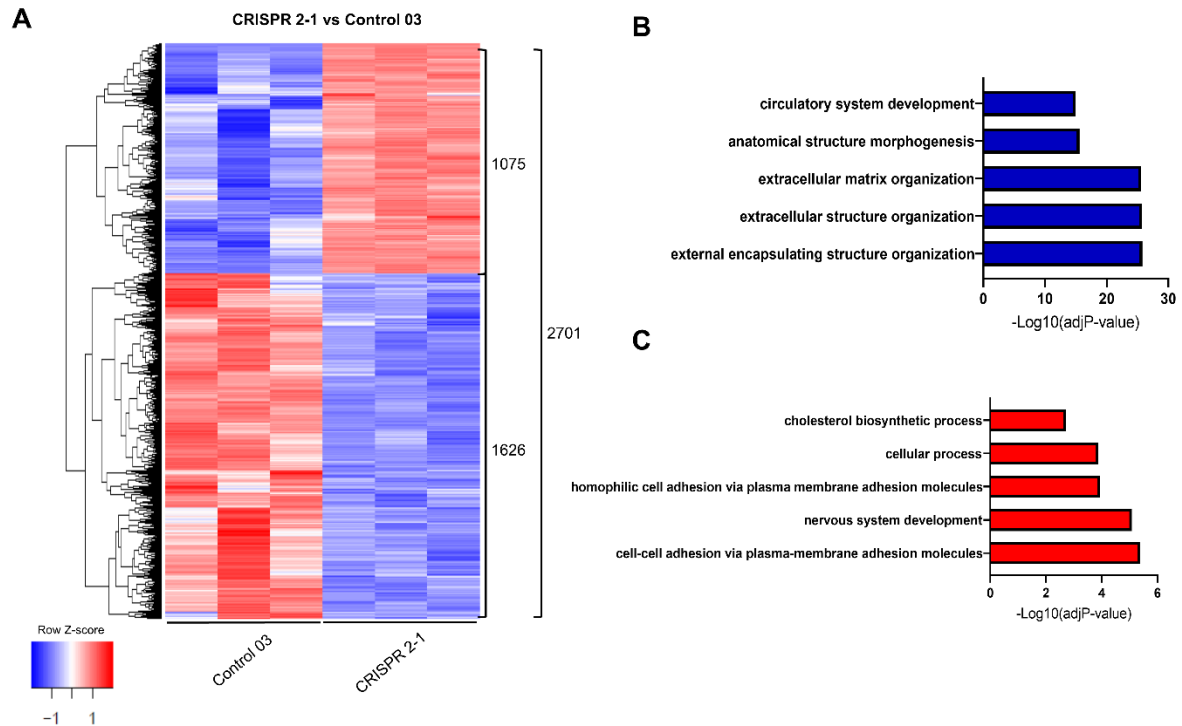 A
CRISPR 2-1 vs Control 03
1075
2701
1626
Row Z-score
−1 1
Control 03
CRISPR 2-1
B
circulatory system development
anatomical structure morphogenesis
extracellular matrix organization
extracellular structure organization
external encapsulating structure organization
0 10 20 30
-Log10(adjP-value)
C
cholesterol biosynthetic process
cellular process
homophilic cell adhesion via plasma membrane adhesion molecules
nervous system development
cell-cell adhesion via plasma-membrane adhesion molecules
0 2 4 6
-Log10(adjP-value)